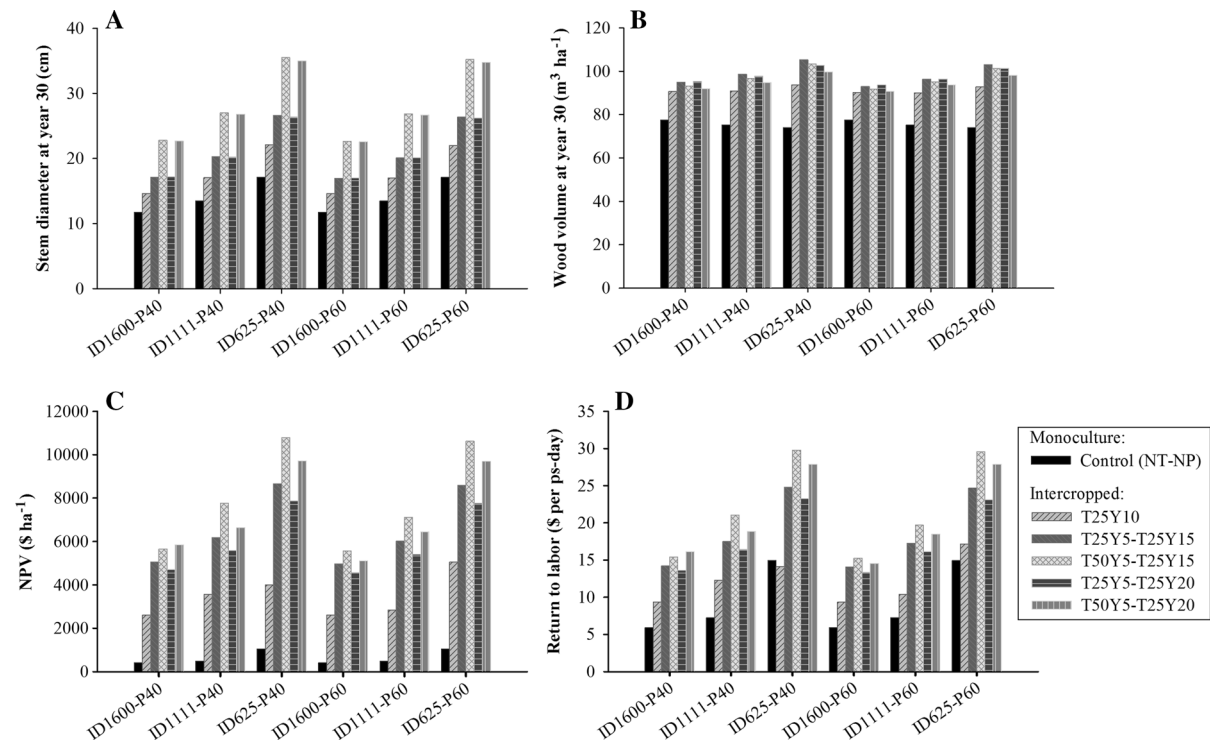 A
Stem diameter at year 30 (cm)
40
30
20
10
0
ID1600-P40
ID1111-P40
ID625-P40
ID1600-P60
ID1111-P60
ID625-P60
B
Wood volume at year 30 (m³ ha⁻¹)
120
100
80
60
40
20
0
ID1600-P40
ID1111-P40
ID625-P40
ID1600-P60
ID1111-P60
ID625-P60
C
NPV ($ ha⁻¹)
12000
10000
8000
6000
4000
2000
0
ID1600-P40
ID1111-P40
ID625-P40
ID1600-P60
ID1111-P60
ID625-P60
D
Return to labor ($ per ps-day)
35
30
25
20
15
10
5
0
ID1600-P40
ID1111-P40
ID625-P40
ID1600-P60
ID1111-P60
ID625-P60
Monoculture:
Control (NT-NP)
Intercropped:
T25Y10
T25Y5-T25Y15
T50Y5-T25Y15
T25Y5-T25Y20
T50Y5-T25Y20